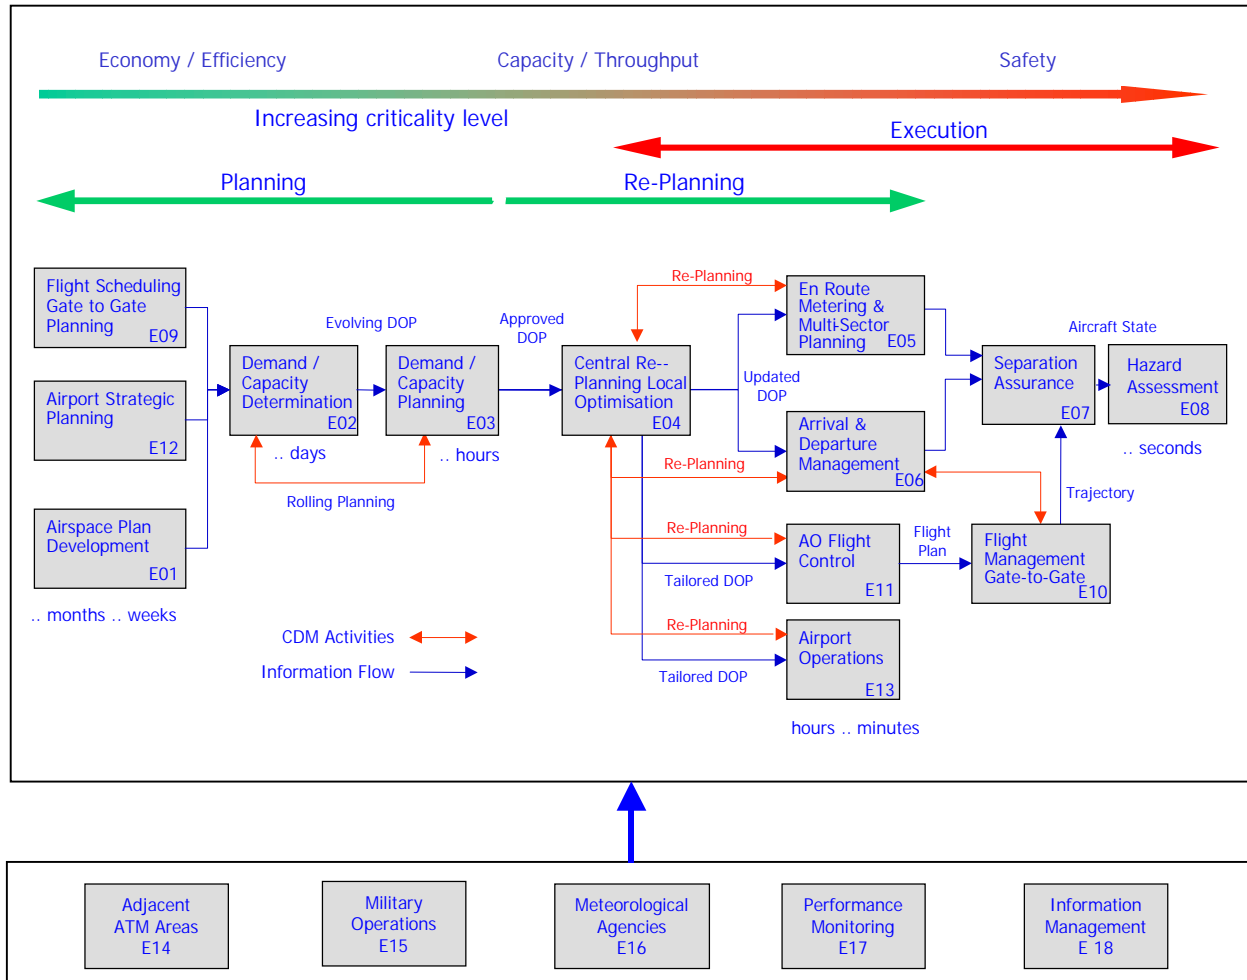 Economy / Efficiency
Capacity / Throughput
Safety
Increasing criticality level
Execution
Planning
Re-Planning
Flight Scheduling
Gate to Gate
Planning
E09
Airport Strategic
Planning
E12
Airspace Plan
Development
E01
.. months .. weeks
Evolving DOP
Demand /
Capacity
Determination
E02
.. days
Demand /
Capacity
Planning
E03
.. hours
Rolling Planning
Approved
DOP
Central Re--
Planning Local
Optimisation
E04
Re-Planning
Updated
DOP
Re-Planning
Re-Planning
Tailored DOP
Re-Planning
Tailored DOP
En Route
Metering &
Multi-Sector
Planning
E05
Arrival &
Departure
Management
E06
AO Flight
Control
E11
Airport
Operations
E13
hours .. minutes
Flight
Plan
Flight
Management
Gate-to-Gate
E10
Trajectory
Separation
Assurance
E07
Aircraft State
Hazard
Assessment
E08
.. seconds
CDM Activities
Information Flow
Adjacent
ATM Areas
E14
Military
Operations
E15
Meteorological
Agencies
E16
Performance
Monitoring
E17
Information
Management
E 18